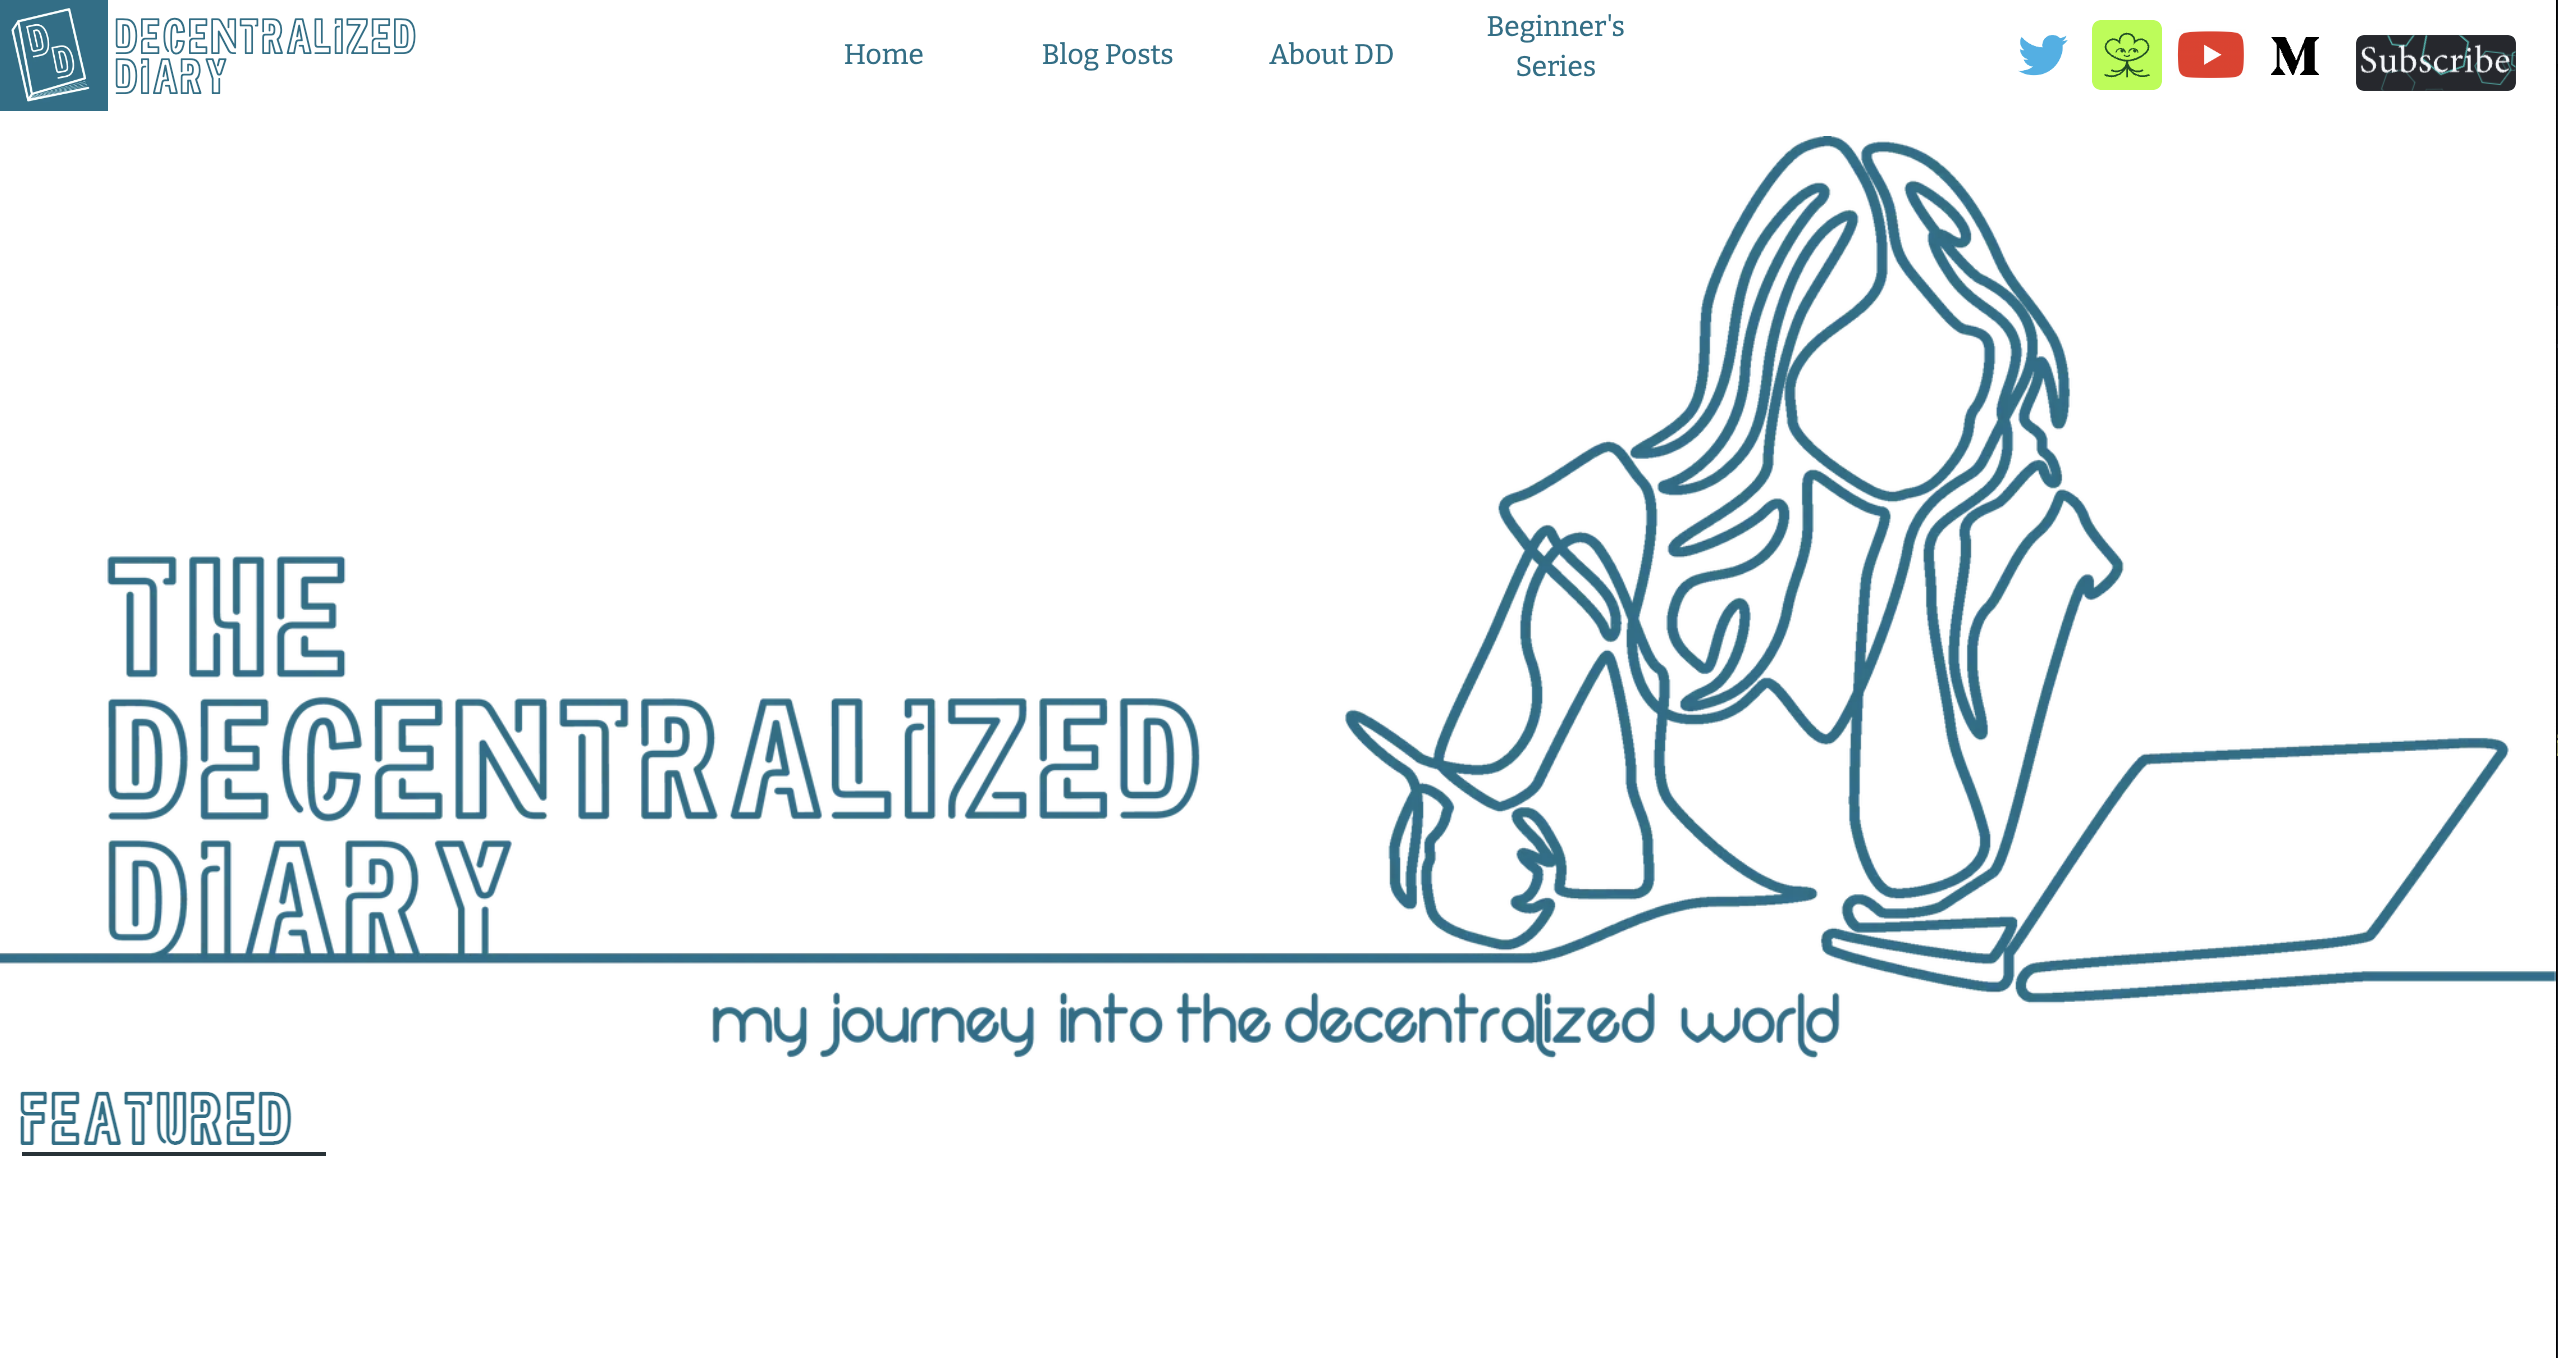 DD
DECENTRALiZED
DiARY
Home
Blog Posts
About DD
Beginner's
Series
M
Subscribe
THE
DECENTRALiZED
DiARY
my journey into the decentralized world
FEATURED